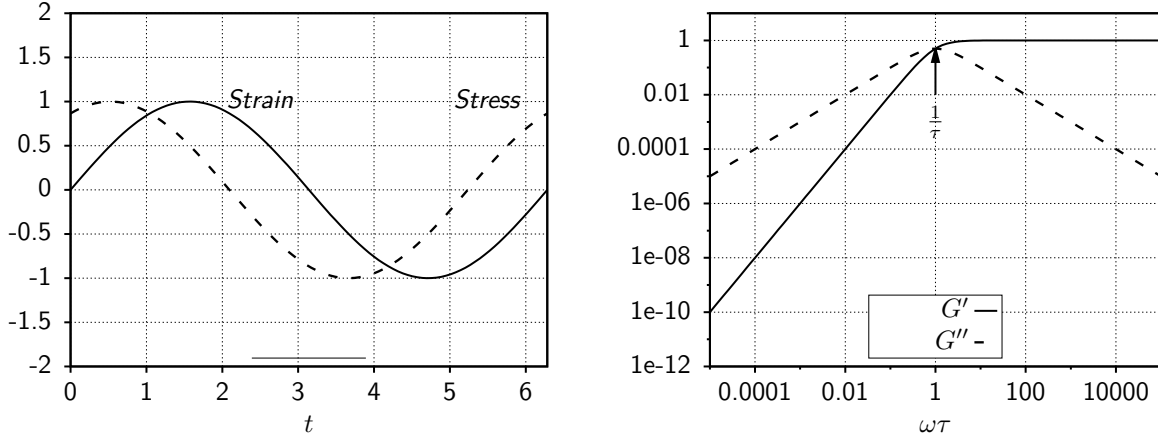 2
1.5
1
0.5
0
-0.5
-1
-1.5
-2
0 1 2 3 4 5 6
t
Strain
Stress
1
0.01
0.0001
1e-06
1e-08
1e-10
1e-12
0.0001 0.01 1 100 10000
ωτ
1
τ
G′
G′′